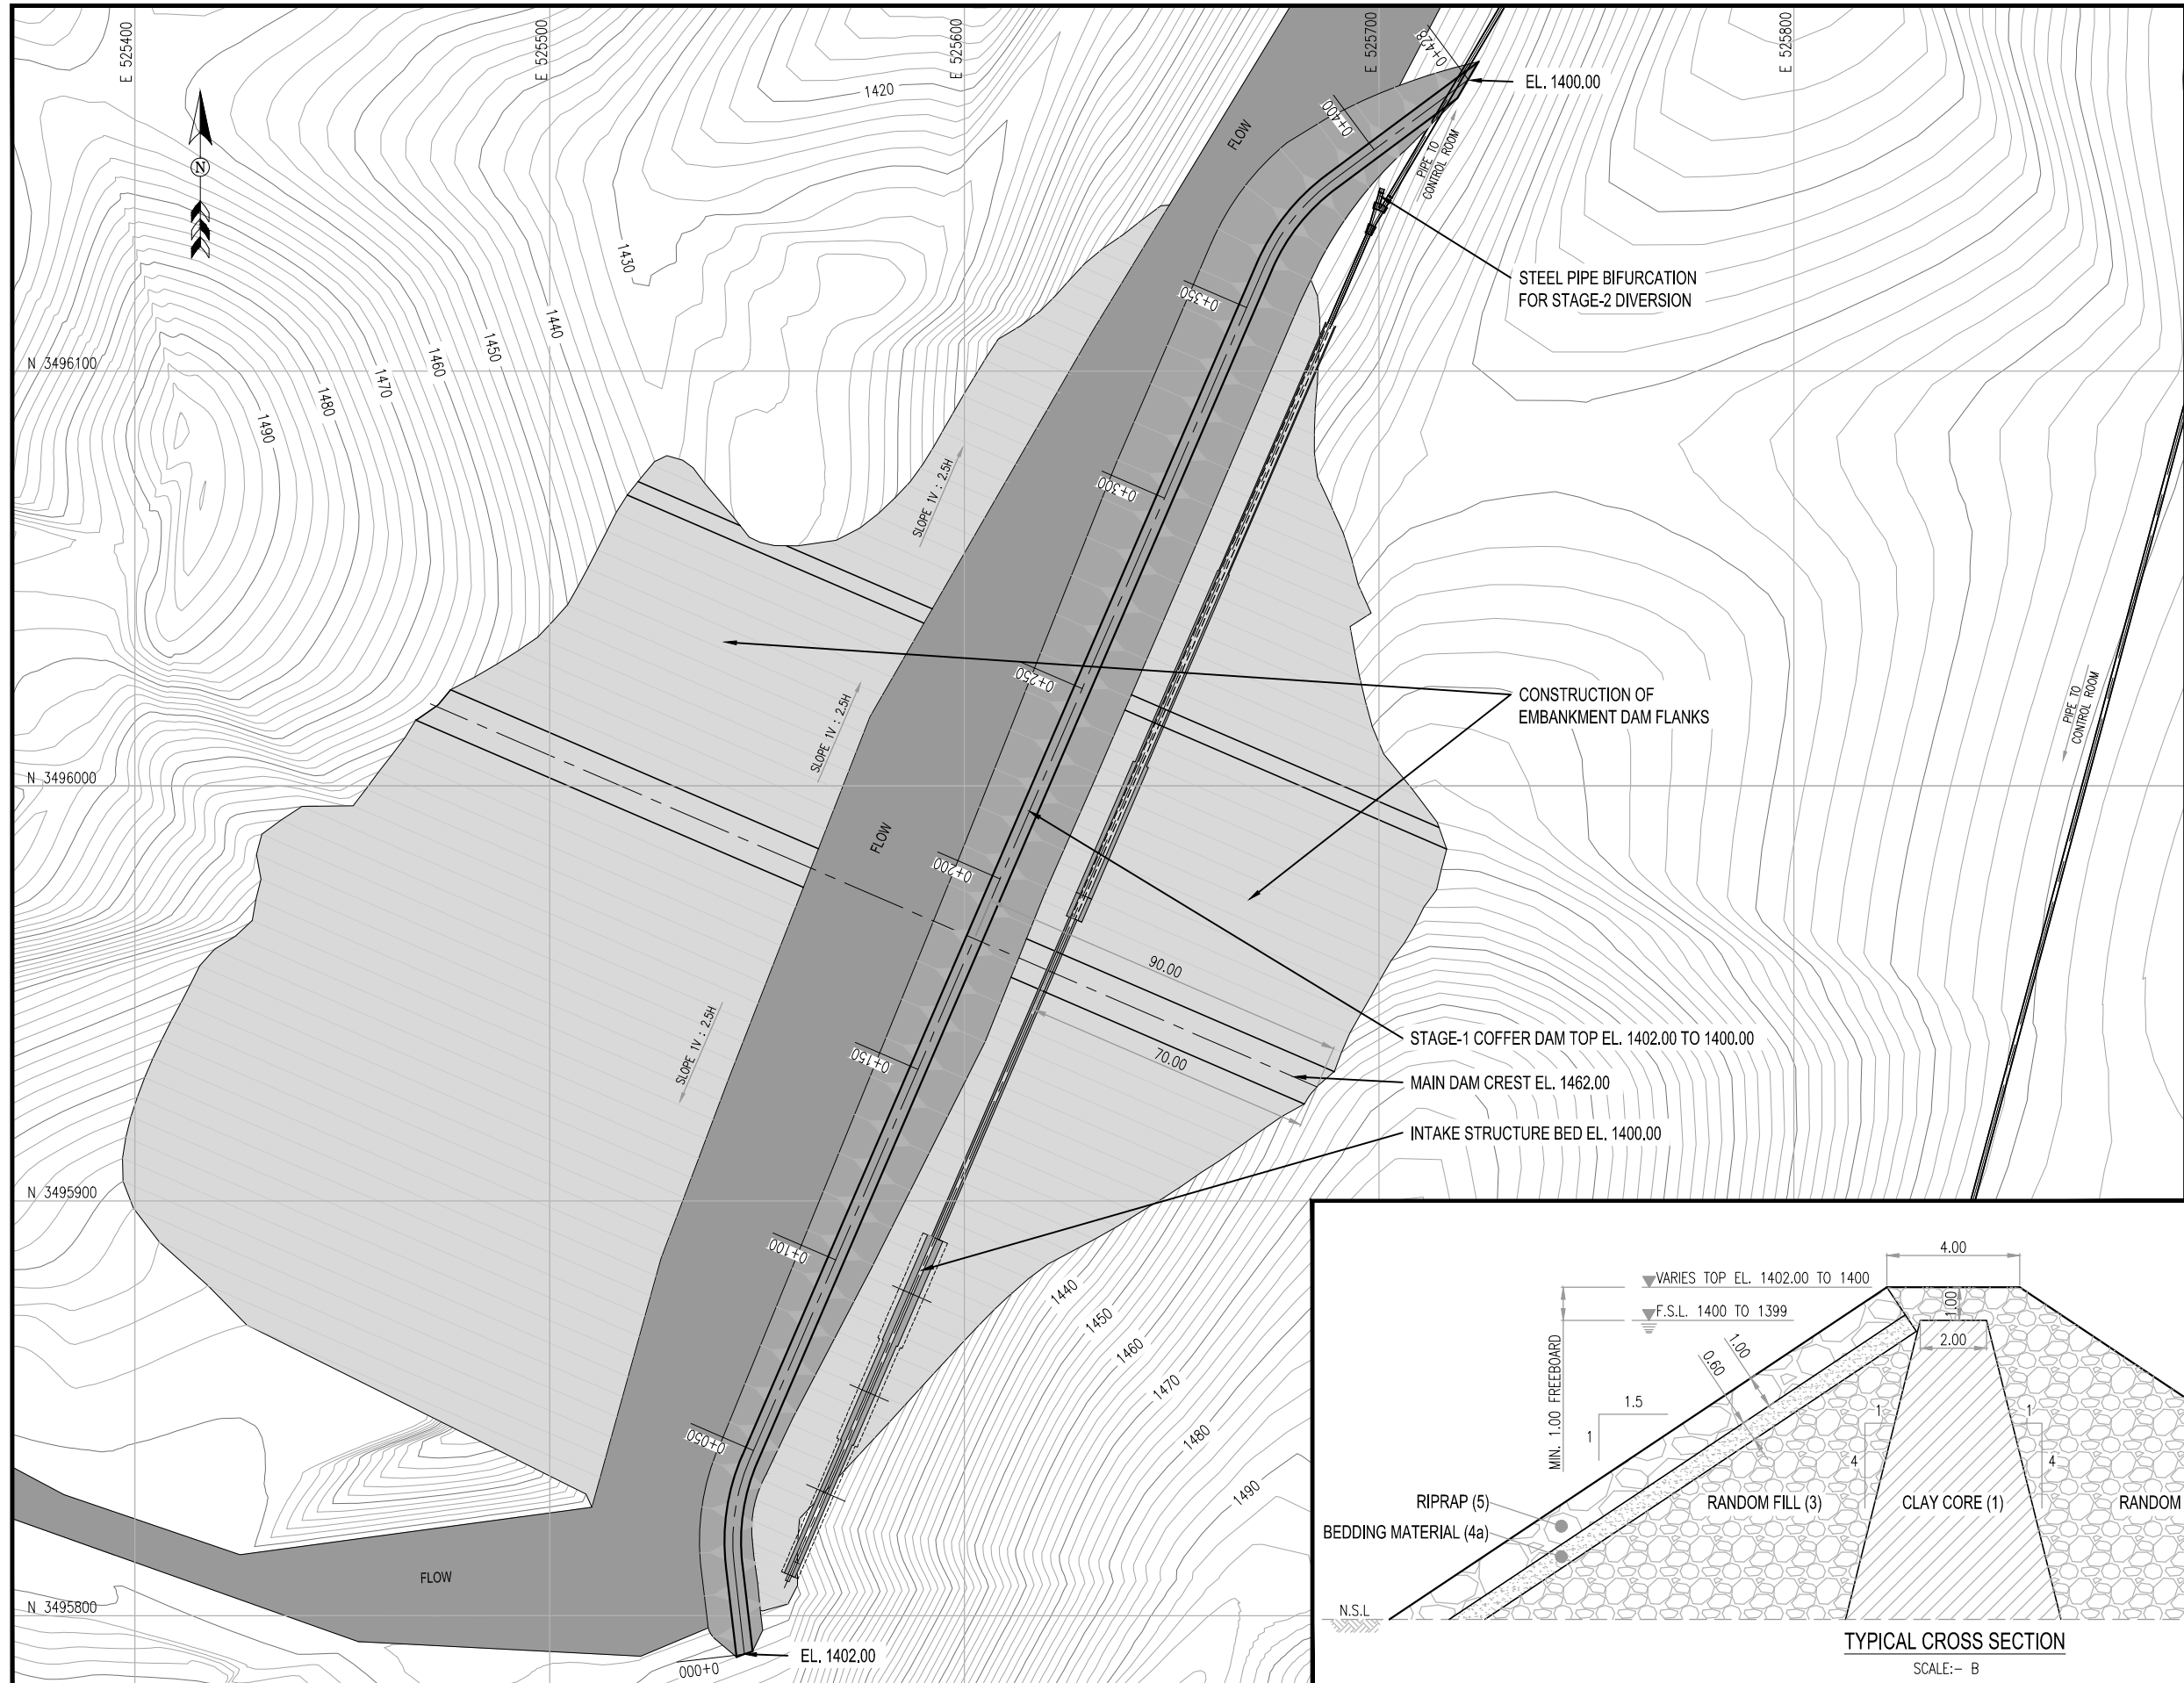 E 525400
E 525500
E 525600
E 525700
E 525800
N 3496100
N 3496000
N 3495900
N 3495800
N
1420
1430
1440
1450
1460
1470
1480
1490
FLOW
0+428
0+400
EL. 1400.00
PIPE TO
CONTROL ROOM
STEEL PIPE BIFURCATION
FOR STAGE-2 DIVERSION
0+350
0+300
SLOPE 1V : 2.5H
0+250
SLOPE 1V : 2.5H
CONSTRUCTION OF
EMBANKMENT DAM FLANKS
PIPE TO
CONTROL ROOM
FLOW
0+200
90.00
SLOPE 1V : 2.5H
0+150
70.00
STAGE-1 COFFER DAM TOP EL. 1402.00 TO 1400.00
MAIN DAM CREST EL. 1462.00
INTAKE STRUCTURE BED EL. 1400.00
0+100
1440
1450
1460
1470
1480
1490
0+050
FLOW
0+000
EL. 1402.00
4.00
VARIES TOP EL. 1402.00 TO 1400
F.S.L. 1400 TO 1399
1.00
2.00
MIN. 1.00 FREEBOARD
1.00
0.60
1.5
1
1
4
1
4
RIPRAP (5)
BEDDING MATERIAL (4a)
RANDOM FILL (3)
CLAY CORE (1)
RANDOM
N.S.L
TYPICAL CROSS SECTION
SCALE:- B